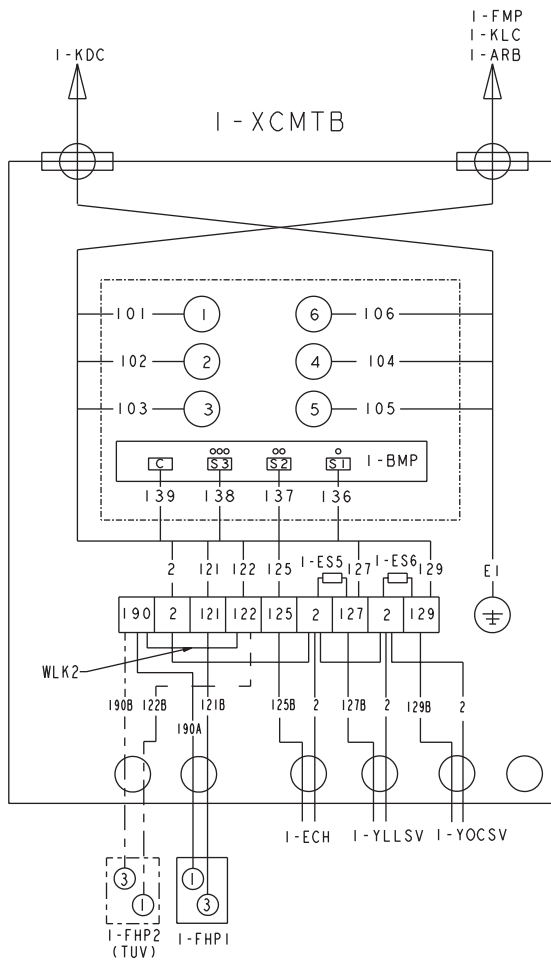 1-FMP
1-KLC
1-KDC
1-ARB
1-XCMTB
101 1 6 106
102 2 4 104
103 3 5 105
C S3 S2 S1 1-BMP
139 138 137 136
1-ES5 1-ES6
2 121 122 125 127 129 E1
190 2 121 122 125 2 127 2 129
WLK2
190B 122B 190A 121B 125B 2 127B 2 129B 2
1-ECH 1-YLLSV 1-YOCSV
3 1
1 3
1-FHP2 1-FHP1
(TUV)